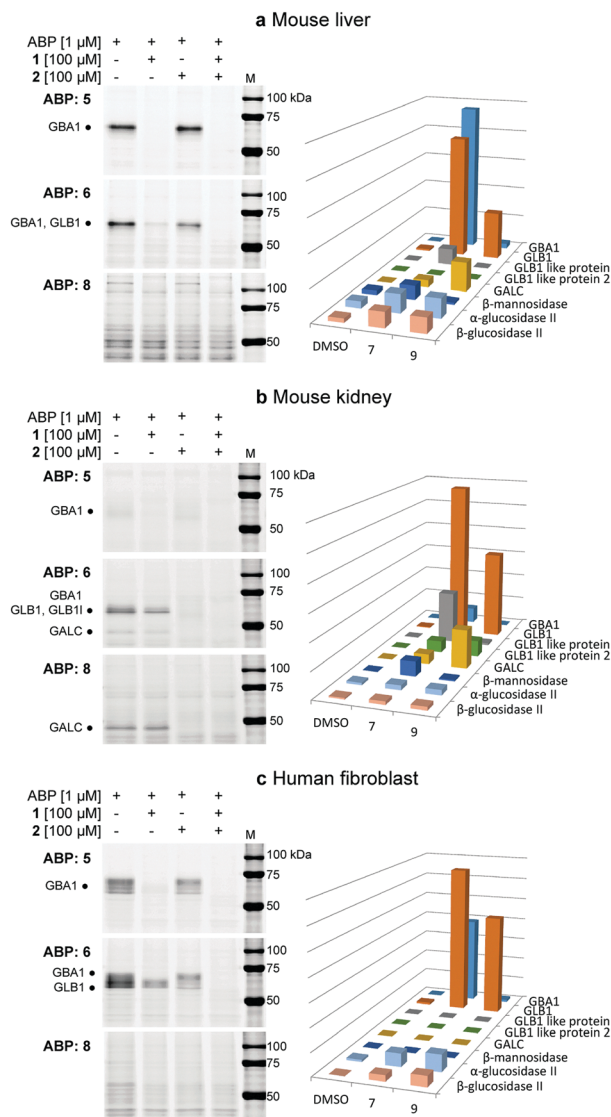 a Mouse liver
ABP [1 µM] + + + +
1 [100 µM] - + - +
2 [100 µM] - - + +
M
ABP: 5
100 kDa
75
GBA1 •
50
ABP: 6
100
75
GBA1, GLB1 •
50
ABP: 8
100
75
50
GBA1
GLB1
GLB1 like protein
GLB1 like protein 2
GALC
β-mannosidase
α-glucosidase II
β-glucosidase II
DMSO
7
9
b Mouse kidney
ABP [1 µM] + + + +
1 [100 µM] - + - +
2 [100 µM] - - + +
M
ABP: 5
100 kDa
75
GBA1 •
50
ABP: 6
100
GBA1
75
GLB1, GLB1l •
GALC •
50
ABP: 8
100
75
50
GALC •
GBA1
GLB1
GLB1 like protein
GLB1 like protein 2
GALC
β-mannosidase
α-glucosidase II
β-glucosidase II
DMSO
7
9
c Human fibroblast
ABP [1 µM] + + + +
1 [100 µM] - + - +
2 [100 µM] - - + +
M
ABP: 5
100 kDa
75
GBA1 •
50
ABP: 6
100
GBA1 •
75
GLB1 •
50
ABP: 8
100
75
50
GBA1
GLB1
GLB1 like protein
GLB1 like protein 2
GALC
β-mannosidase
α-glucosidase II
β-glucosidase II
DMSO
7
9